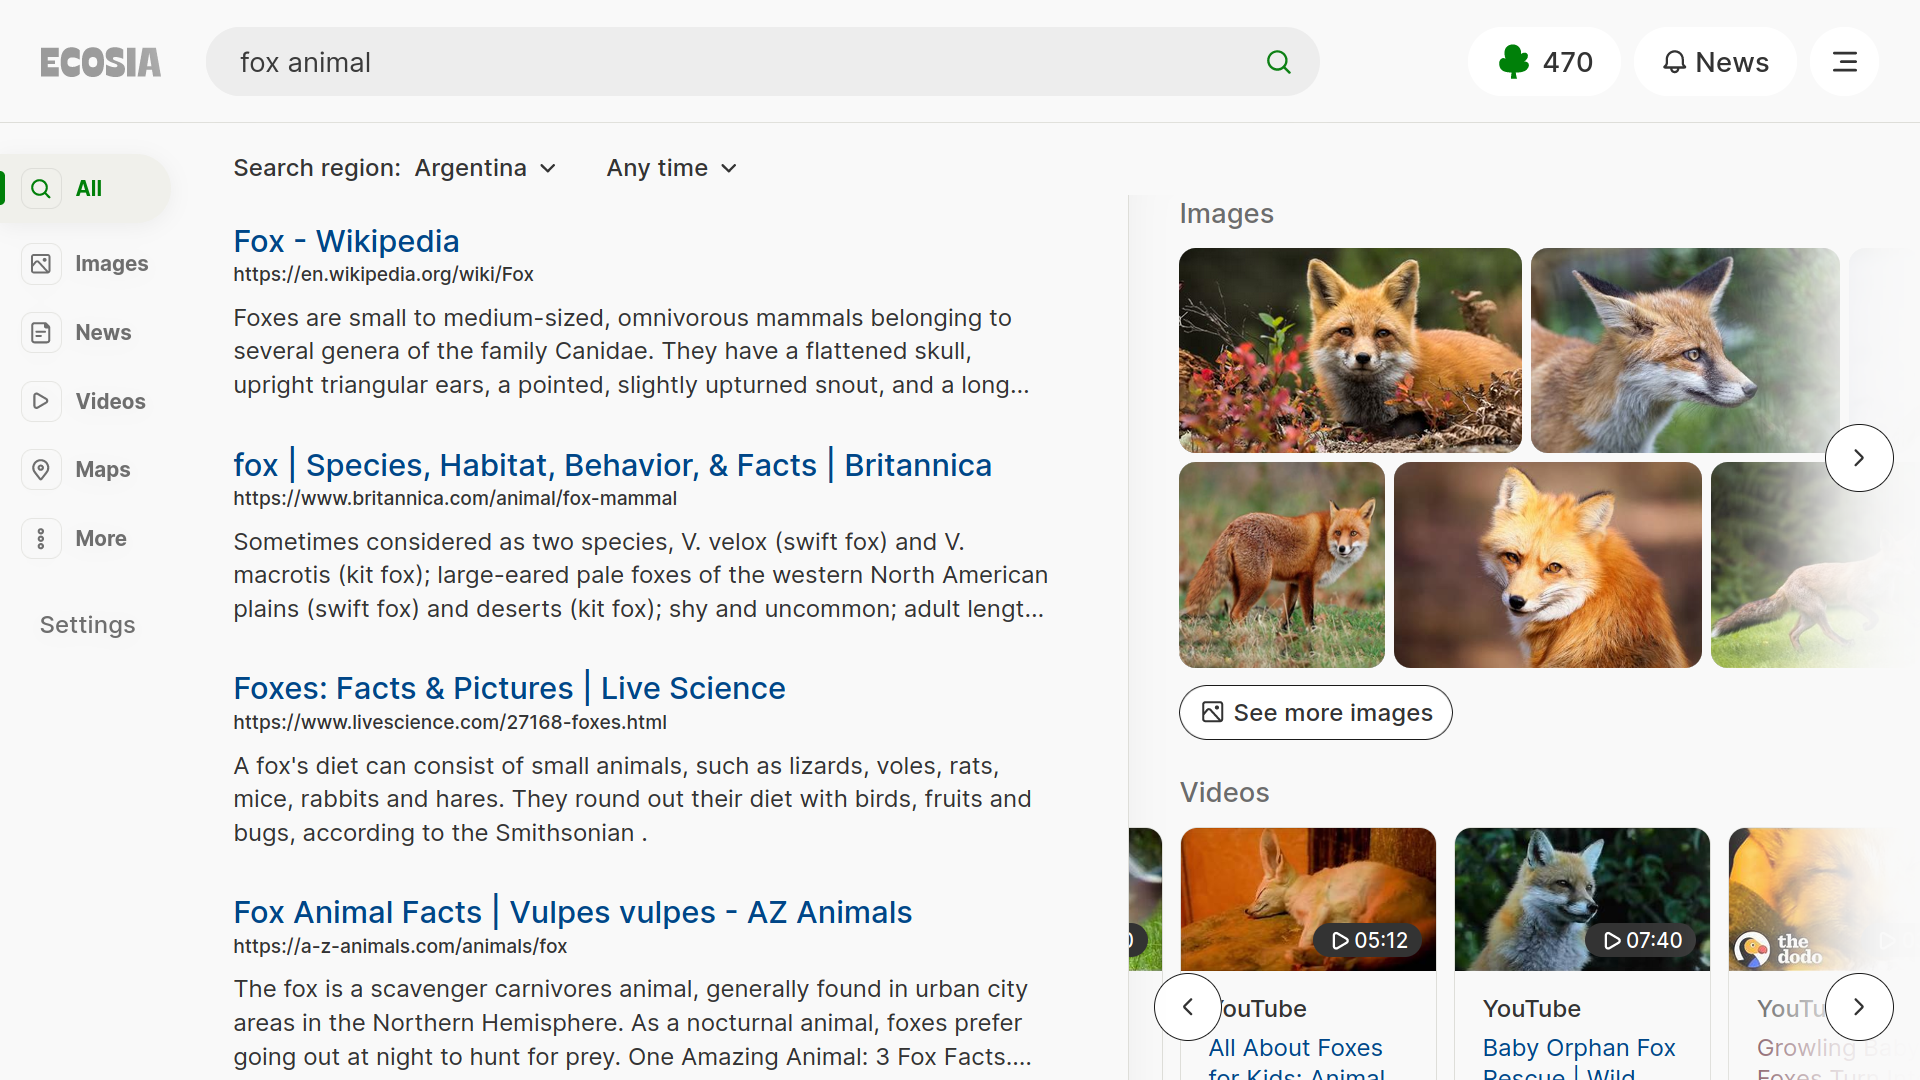 ECOSIA
fox animal
470
News
All
Images
News
Videos
Maps
More
Settings
Search region: Argentina
Any time
Fox - Wikipedia
https://en.wikipedia.org/wiki/Fox
Foxes are small to medium-sized, omnivorous mammals belonging to
several genera of the family Canidae. They have a flattened skull,
upright triangular ears, a pointed, slightly upturned snout, and a long...
fox | Species, Habitat, Behavior, & Facts | Britannica
https://www.britannica.com/animal/fox-mammal
Sometimes considered as two species, V. velox (swift fox) and V.
macrotis (kit fox); large-eared pale foxes of the western North American
plains (swift fox) and deserts (kit fox); shy and uncommon; adult lengt...
Foxes: Facts & Pictures | Live Science
https://www.livescience.com/27168-foxes.html
A fox's diet can consist of small animals, such as lizards, voles, rats,
mice, rabbits and hares. They round out their diet with birds, fruits and
bugs, according to the Smithsonian .
Fox Animal Facts | Vulpes vulpes - AZ Animals
https://a-z-animals.com/animals/fox
The fox is a scavenger carnivores animal, generally found in urban city
areas in the Northern Hemisphere. As a nocturnal animal, foxes prefer
going out at night to hunt for prey. One Amazing Animal: 3 Fox Facts....
Images
See more images
Videos
05:12
YouTube
All About Foxes
for Kids: Animal
07:40
YouTube
Baby Orphan Fox
Rescue | Wild
the
dodo
YouTu
Growling Baby
Foxes Turn